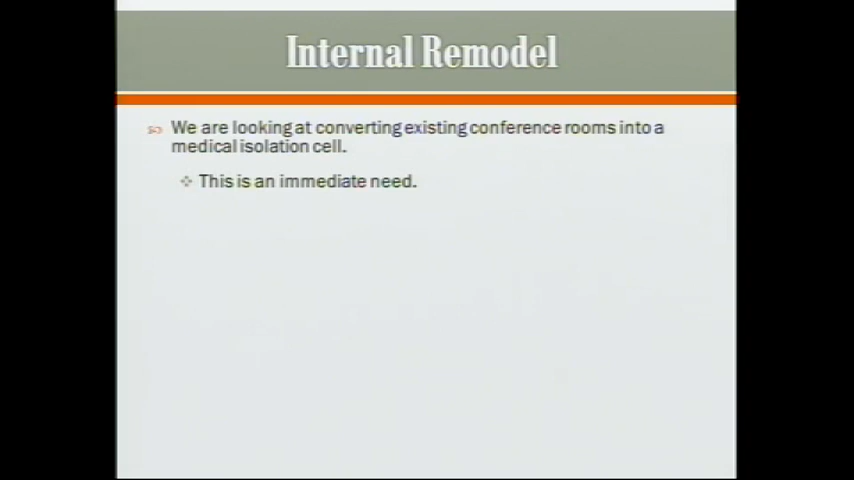 Internal Remodel
We are looking at converting existing conference rooms into a
medical isolation cell.
This is an immediate need.